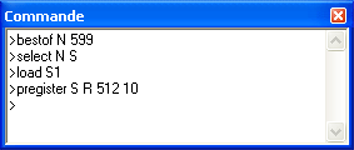 Commande
>bestof N 599
>select N S
>load S1
>pregister S R 512 10
>